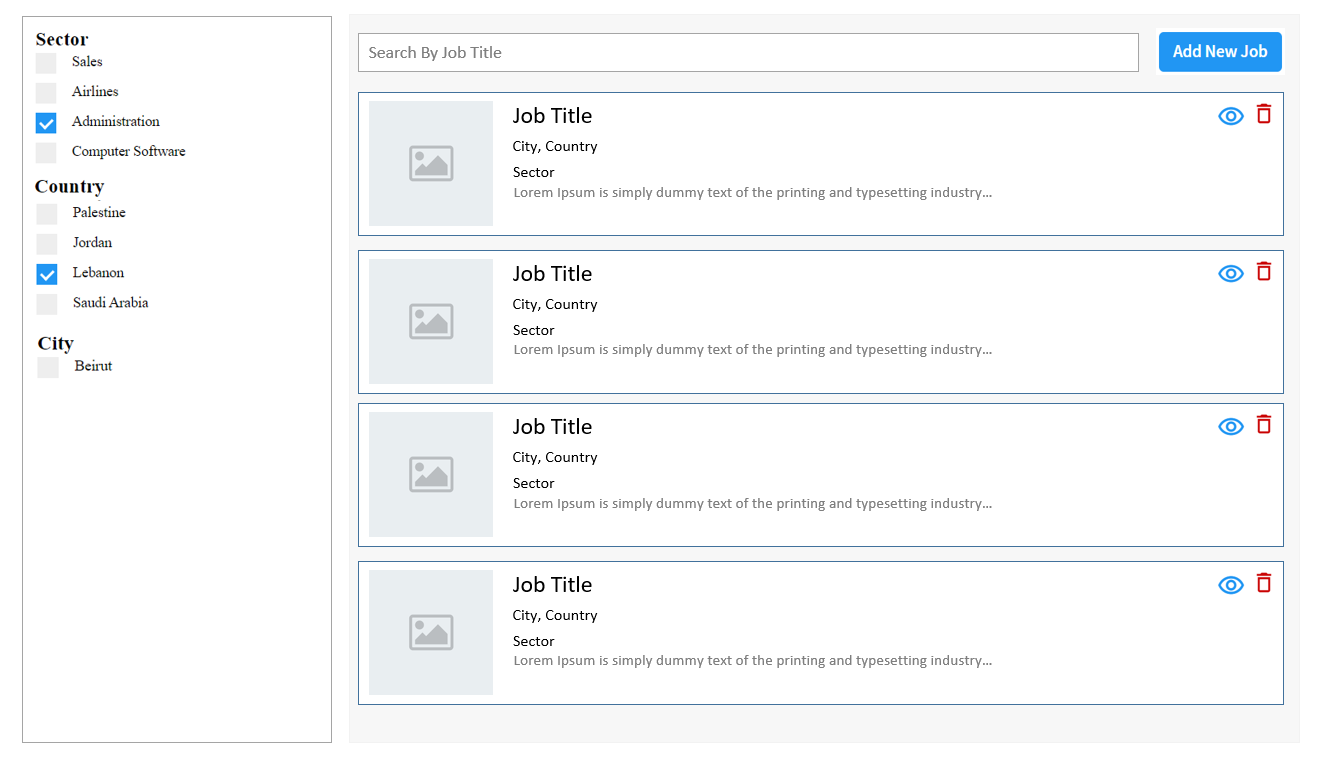 Sector
Sales
Airlines
Administration
Computer Software
Country
Palestine
Jordan
Lebanon
Saudi Arabia
City
Beirut
Search By Job Title
Add New Job
Job Title
City, Country
Sector
Lorem Ipsum is simply dummy text of the printing and typesetting industry...
Job Title
City, Country
Sector
Lorem Ipsum is simply dummy text of the printing and typesetting industry...
Job Title
City, Country
Sector
Lorem Ipsum is simply dummy text of the printing and typesetting industry...
Job Title
City, Country
Sector
Lorem Ipsum is simply dummy text of the printing and typesetting industry...